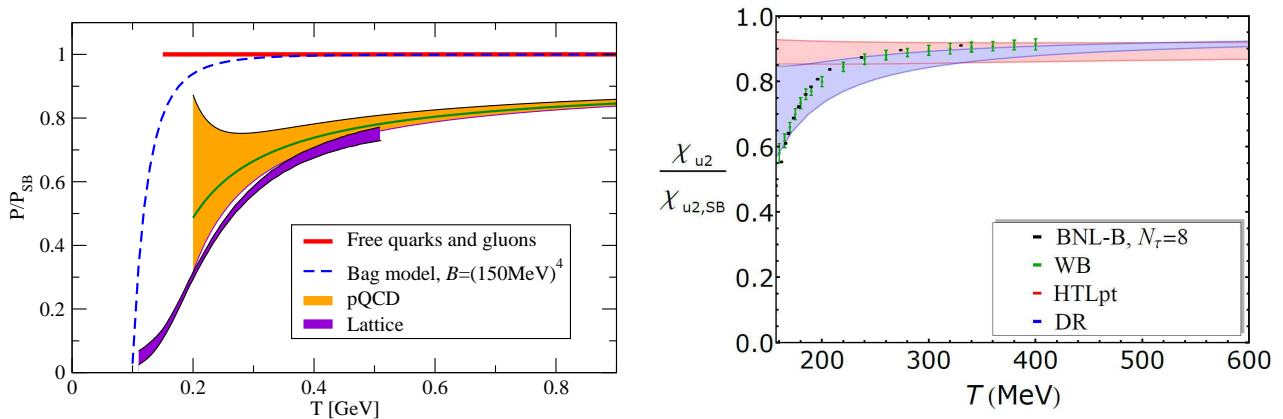 P/P_SB
1
0.8
0.6
0.4
0.2
0
0
0.2
0.4
0.6
0.8
T [GeV]
Free quarks and gluons
Bag model, B=(150MeV)^4
pQCD
Lattice
χ_u2
χ_u2,SB
1.0
0.8
0.6
0.4
0.2
0.0
200
300
400
500
600
T (MeV)
BNL-B, N_τ=8
WB
HTLpt
DR